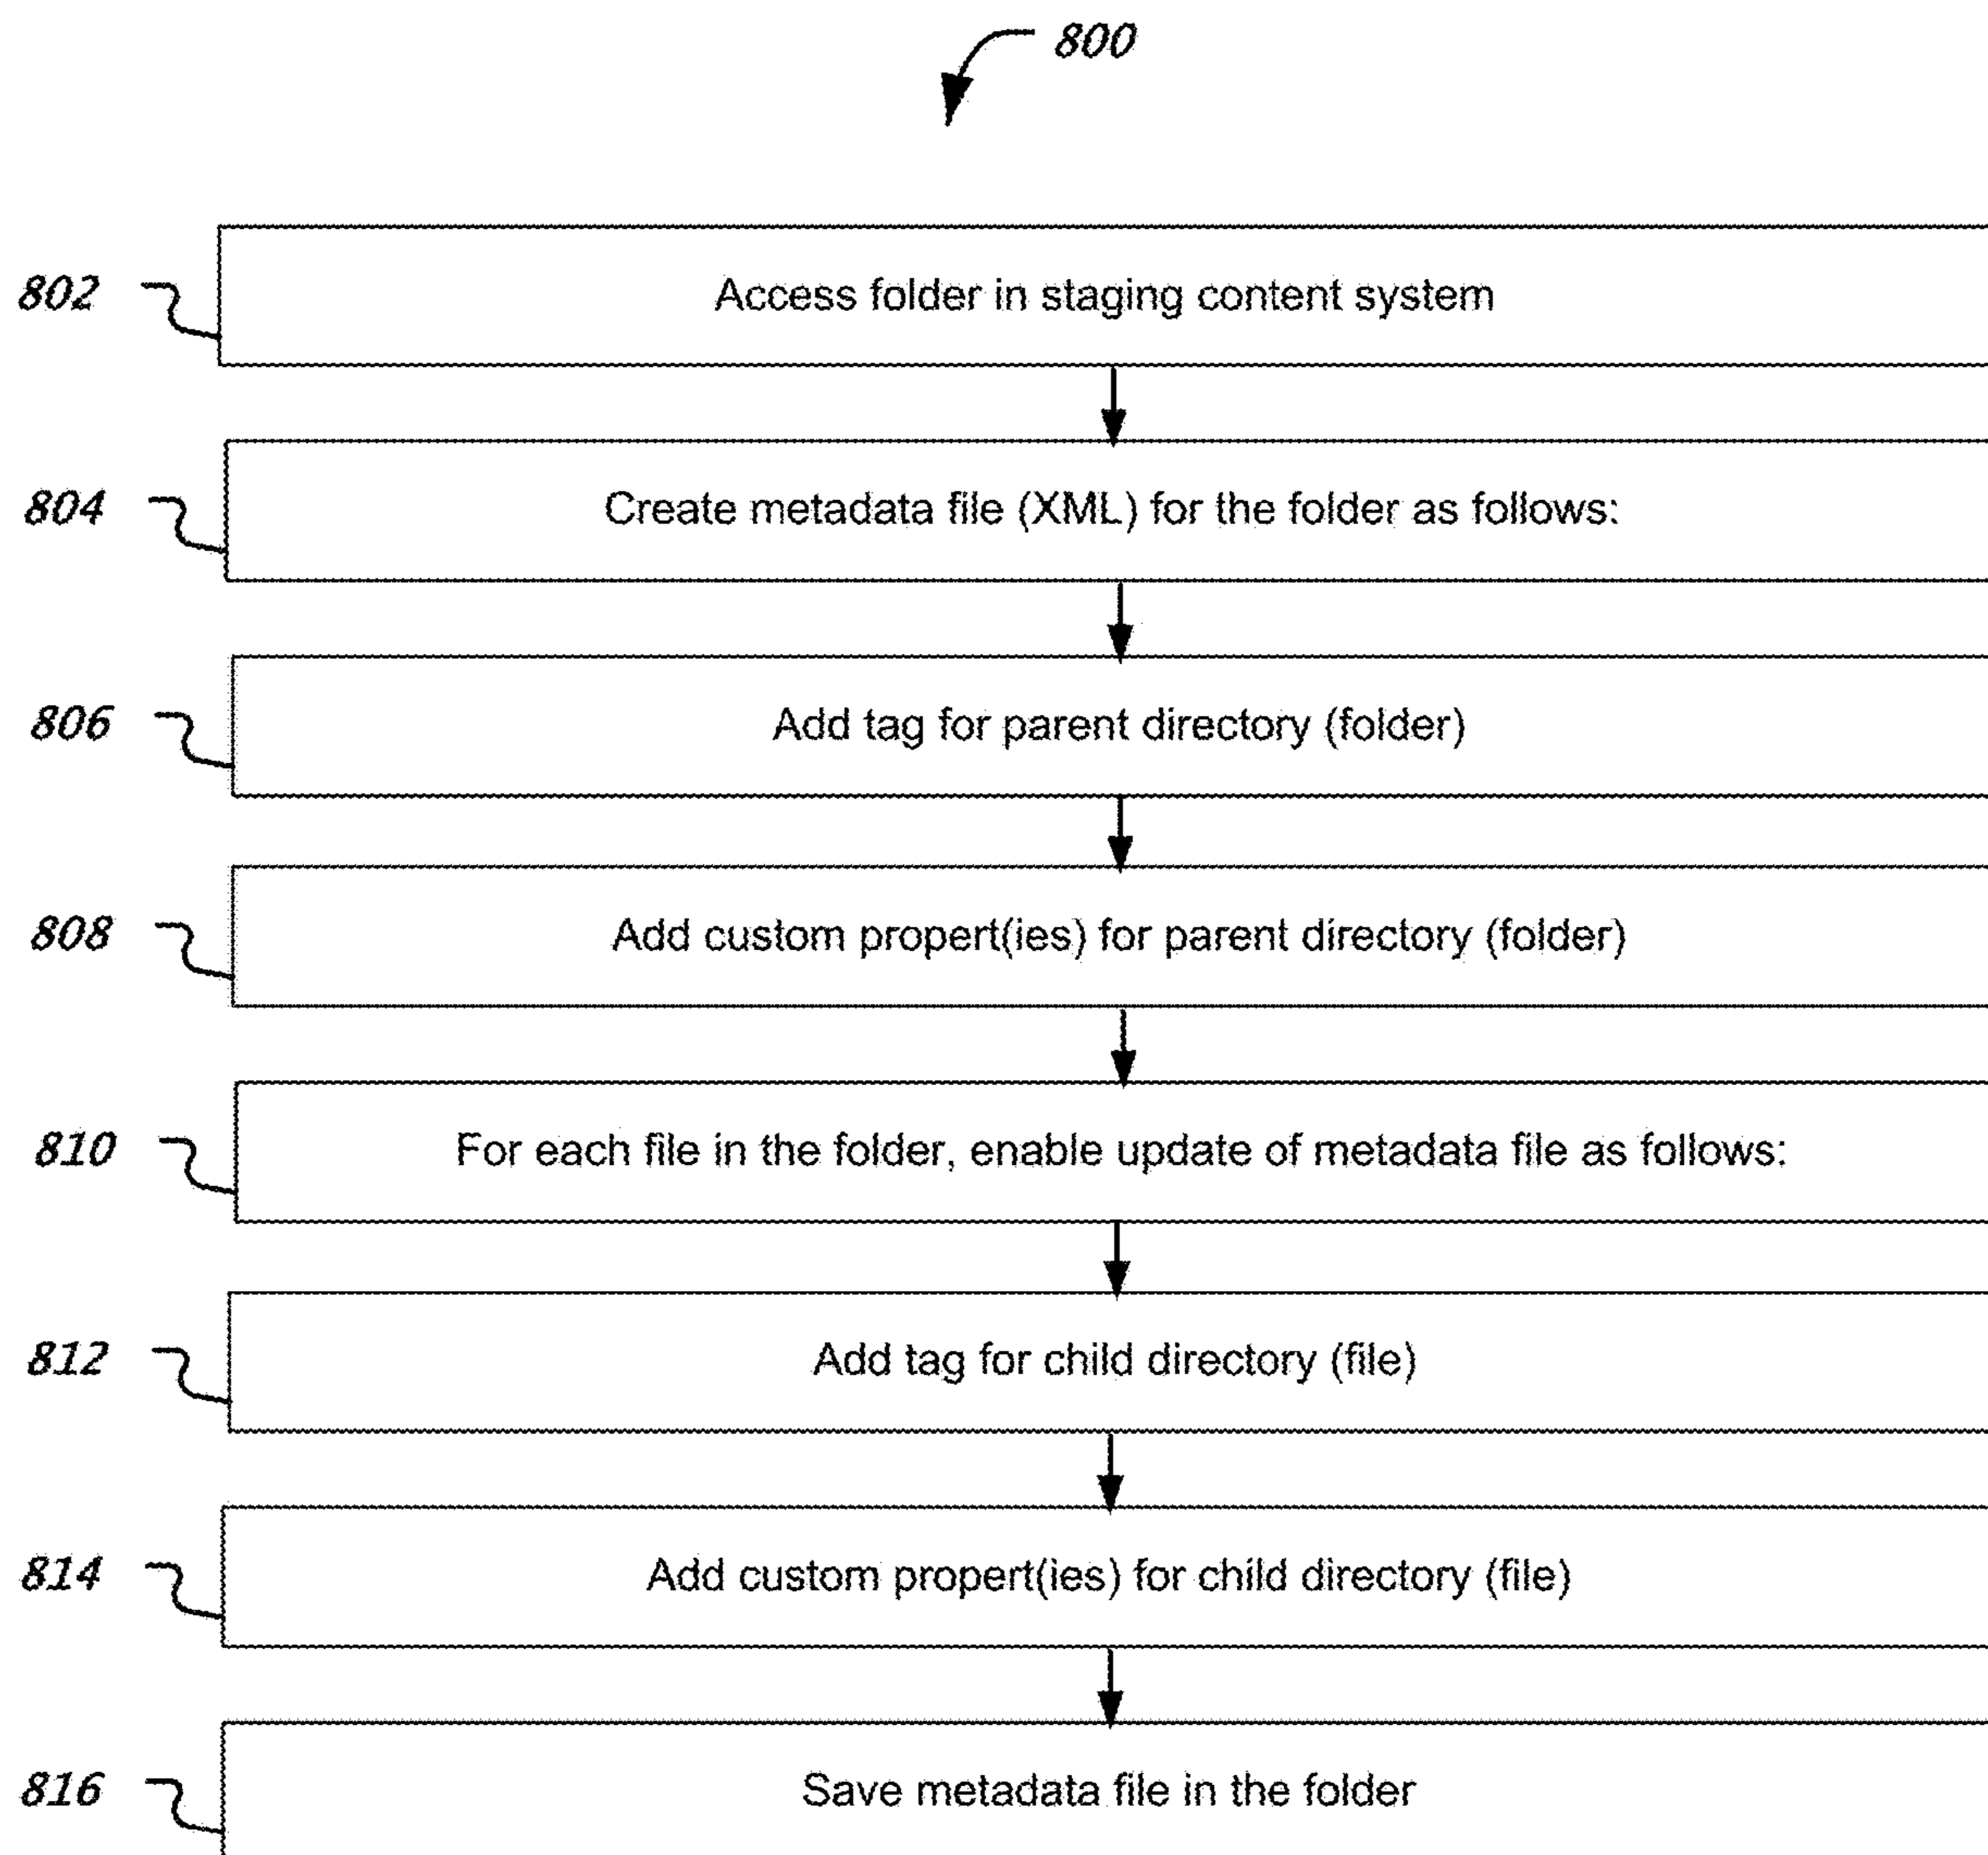 800
802 Access folder in staging content system
804 Create metadata file (XML) for the folder as follows:
806 Add tag for parent directory (folder)
808 Add custom propert(ies) for parent directory (folder)
810 For each file in the folder, enable update of metadata file as follows:
812 Add tag for child directory (file)
814 Add custom propert(ies) for child directory (file)
816 Save metadata file in the folder